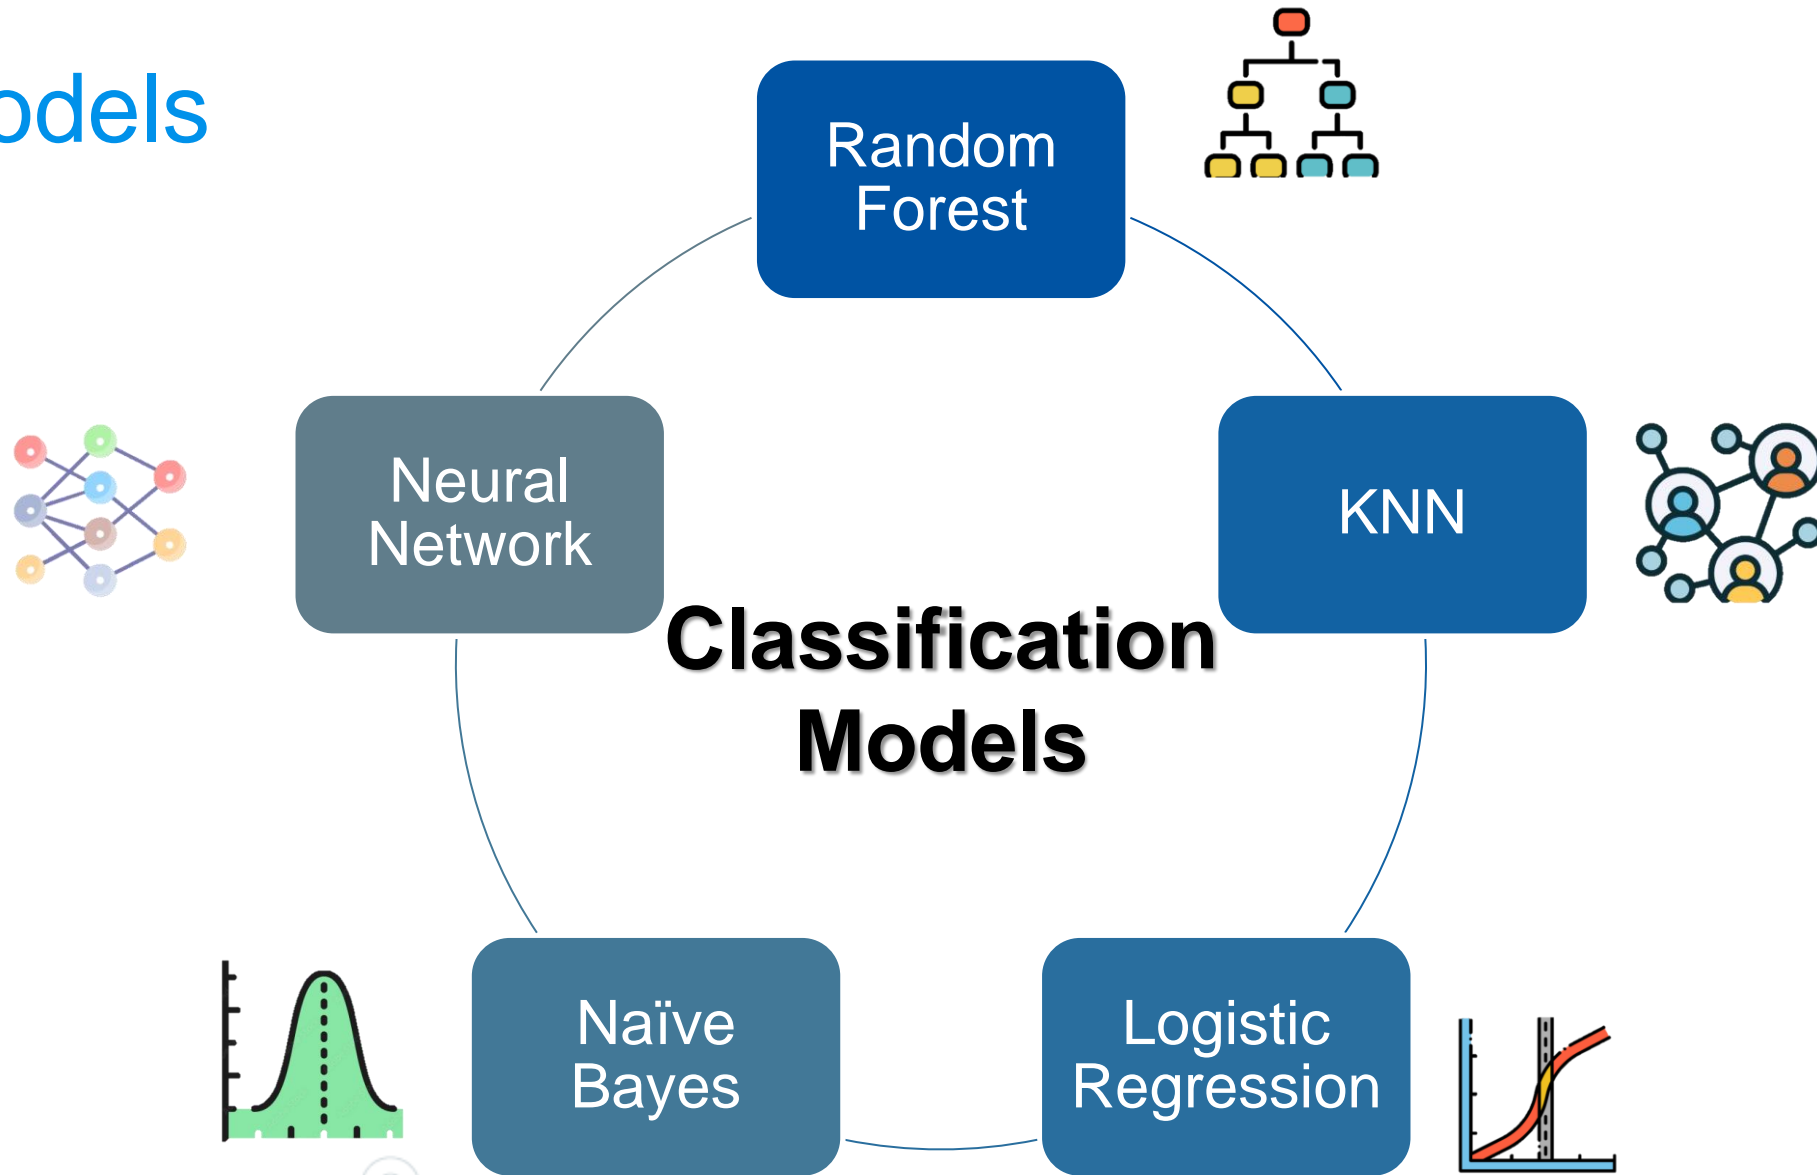 odels
Random
Forest
Neural
Network
KNN
Classification
Models
Naïve
Bayes
Logistic
Regression